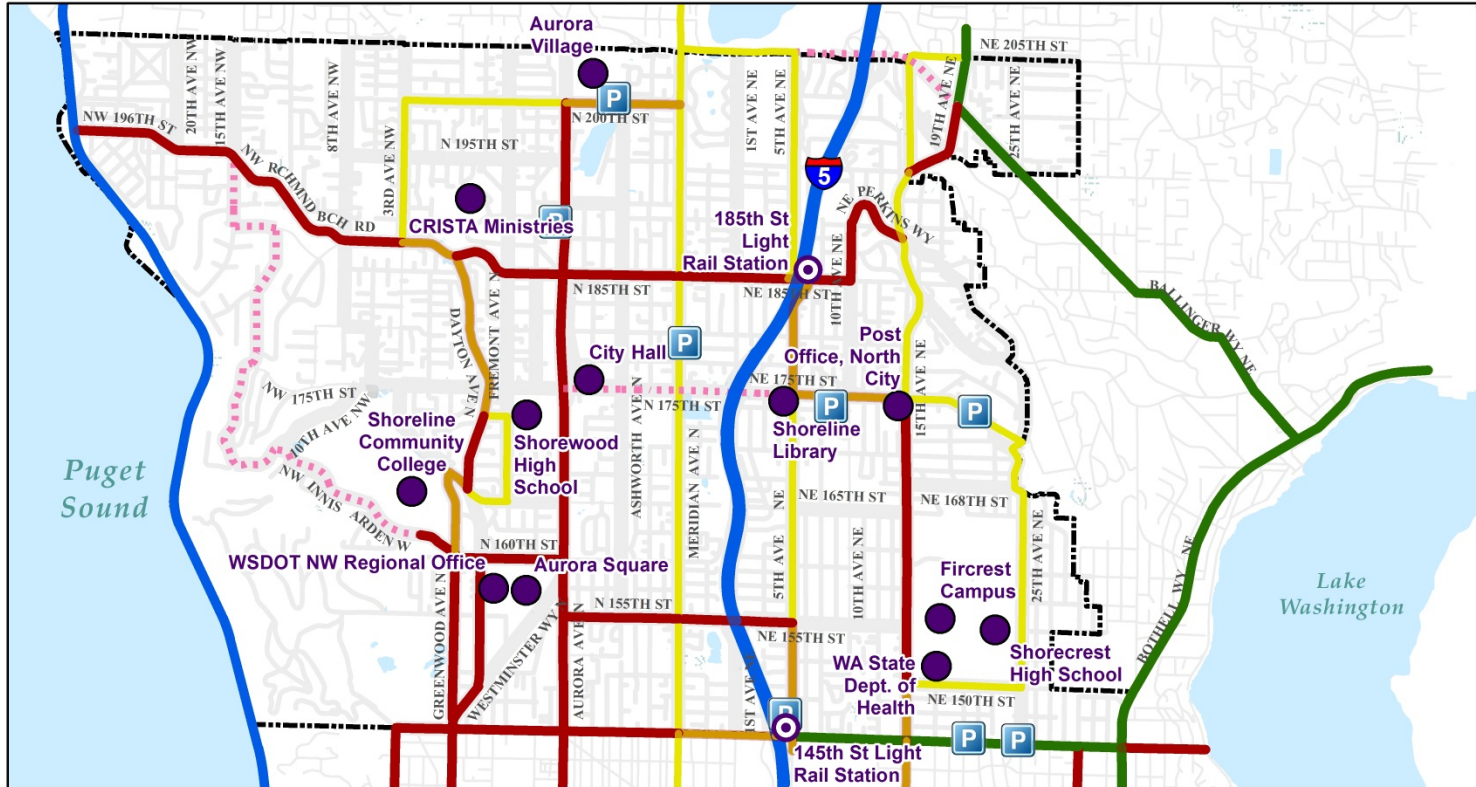 Aurora
Village
P
NE 205TH ST
20TH AVE NW
15TH AVE NW
8TH AVE NW
3RD AVE NW
1ST AVE NE
5TH AVE NE
19TH AVE NE
25TH AVE NE
NW 196TH ST
N 200TH ST
N 195TH ST
5
NW RCHMND BCH RD
CRISTA Ministries
P
185th St
Light
Rail Station
NE PERKINS WY
10TH AVE NE
N 185TH ST
NE 185TH ST
BALLINGER WY NE
DAYTON AVE N
FREMONT AVE N
City Hall
P
Post
Office, North
City
NW 175TH ST
10TH AVE NW
NE 175TH ST
N 175TH ST
ASHWORTH AVE N
MERIDIAN AVE N
15TH AVE NE
P
P
Shoreline
Library
Shoreline
Community
College
Shorewood
High
School
Puget
Sound
NW INNIS ARDEN W
NE 165TH ST
NE 168TH ST
N 160TH ST
5TH AVE NE
10TH AVE NE
25TH AVE NE
WSDOT NW Regional Office
Aurora Square
Fircrest
Campus
Lake
Washington
N 155TH ST
NE 155TH ST
BOTHELL WY NE
GREENWOOD AVE N
WESTMINSTER WY N
AURORA AVE N
1ST AVE NE
WA State
Dept. of
Health
Shorecrest
High School
NE 150TH ST
P
P
P
145th St Light
Rail Station